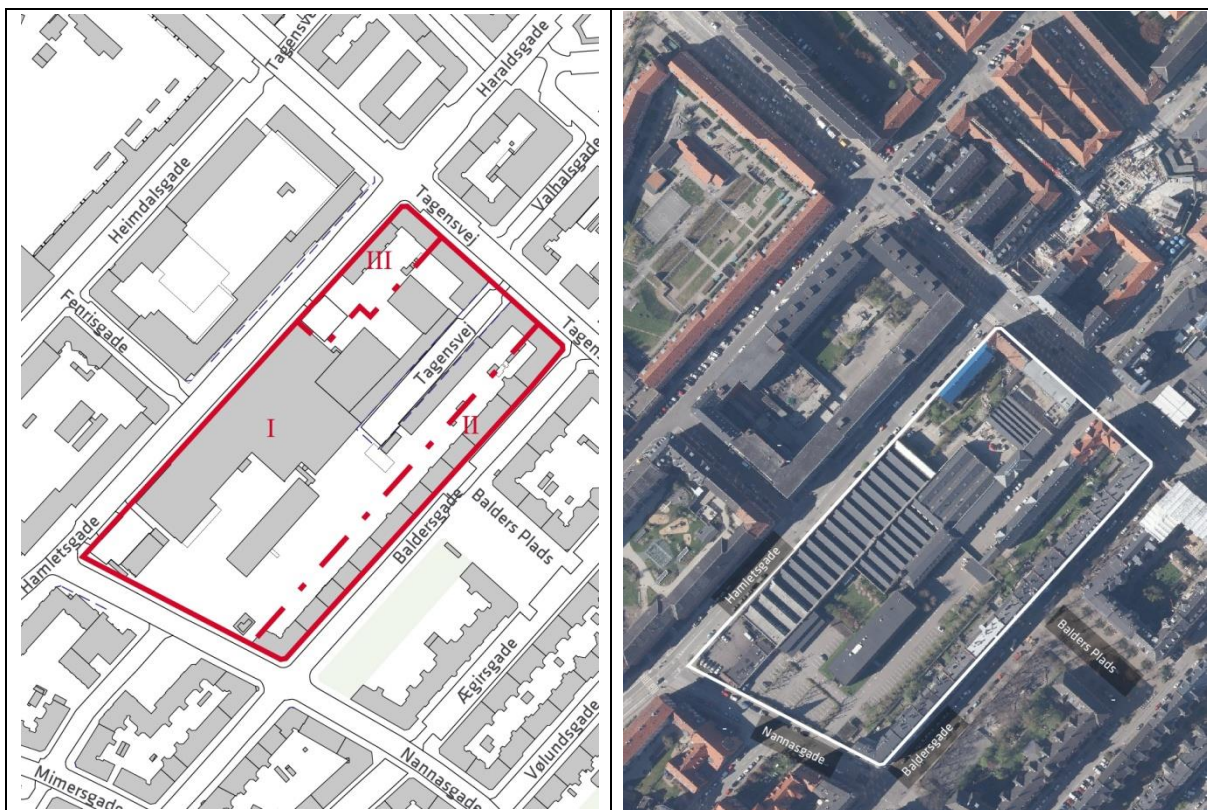 Tagensvej
Haraldsgade
Heimdalsgade
Valhalsgade
Tagensvej
III
Fenrisgade
Tagensvej
Tagens
I
II
Hamletsgade
Baldersgade
Balders Plads
Ægirsgade
Mimersgade
Nannasgade
Vølundsgade
Hamletsgade
Balders Plads
Nannasgade
Baldersgade